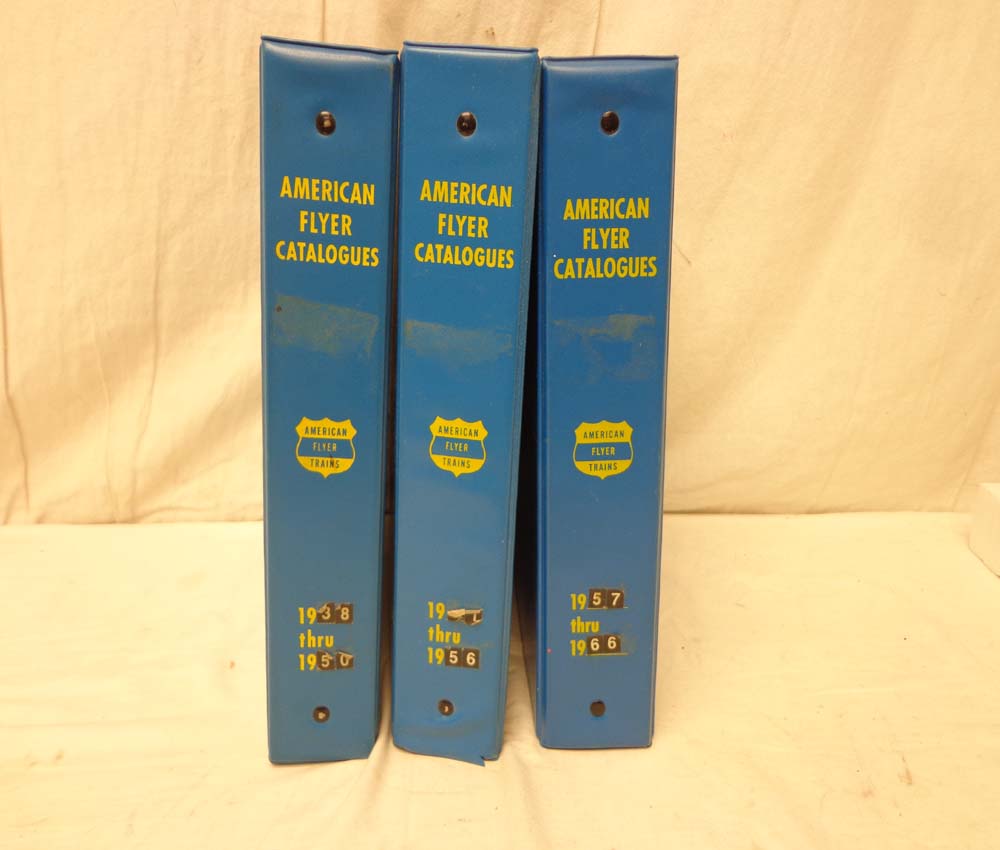 AMERICAN
FLYER
CATALOGUES
AMERICAN
FLYER
TRAINS
1938
thru
1950
AMERICAN
FLYER
CATALOGUES
AMERICAN
FLYER
TRAINS
19
thru
1956
AMERICAN
FLYER
CATALOGUES
AMERICAN
FLYER
TRAINS
1957
thru
1966